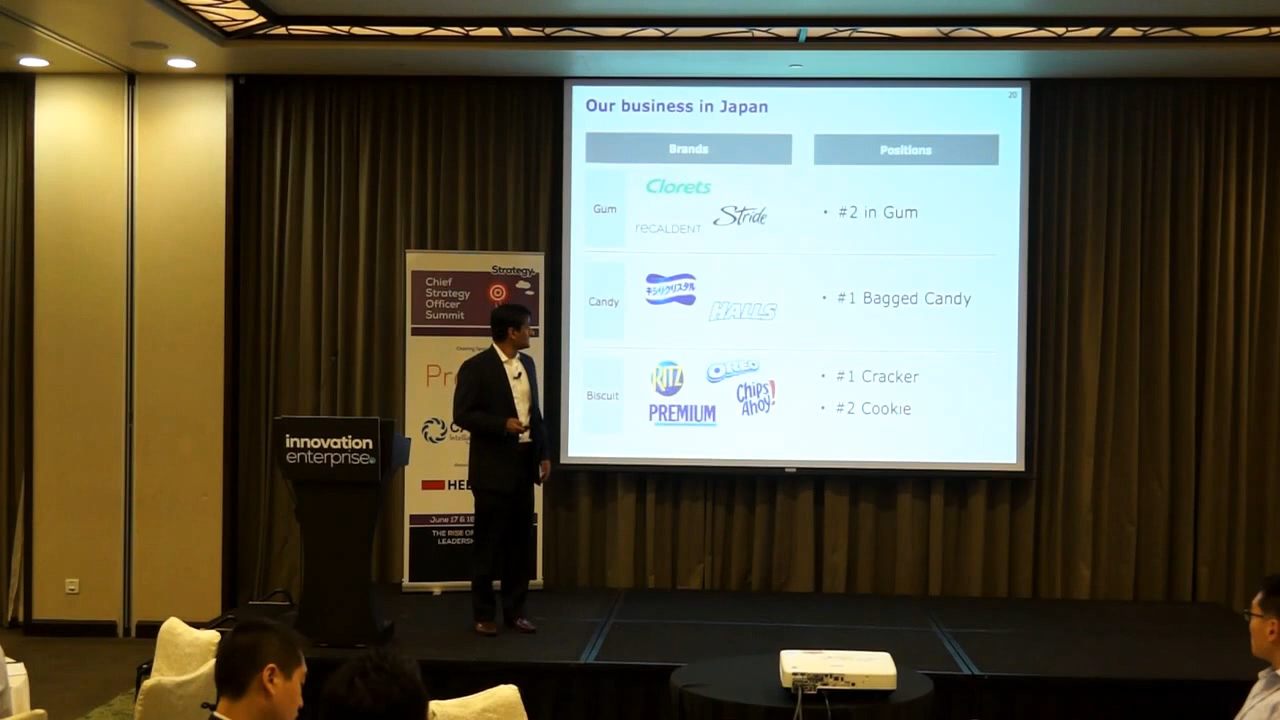 20
Our business in Japan
Brands
Positions
Gum
Clorets
Stride
recaldent
• #2 in Gum
Candy
キシリクリスタル
HALLS
• #1 Bagged Candy
Biscuit
RITZ
OREO
Chips
Ahoy!
PREMIUM
• #1 Cracker
• #2 Cookie
Strategy
Chief
Strategy
Officer
Summit
June 17 & 18
THE RISE OF
innovation
enterprise